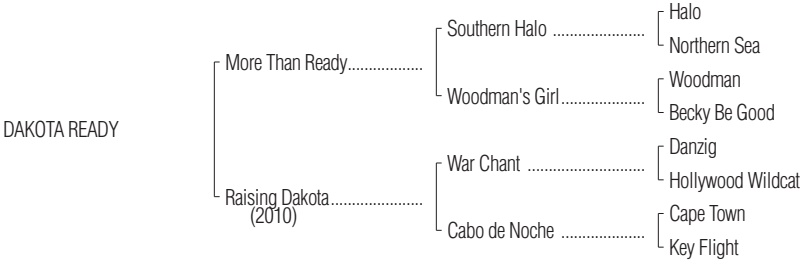 Halo
Southern Halo ......................
Northern Sea
More Than Ready..................
Woodman
Woodman's Girl....................
Becky Be Good
DAKOTA READY
Danzig
War Chant ............................
Hollywood Wildcat
Raising Dakota......................
(2010)
Cape Town
Cabo de Noche ....................
Key Flight